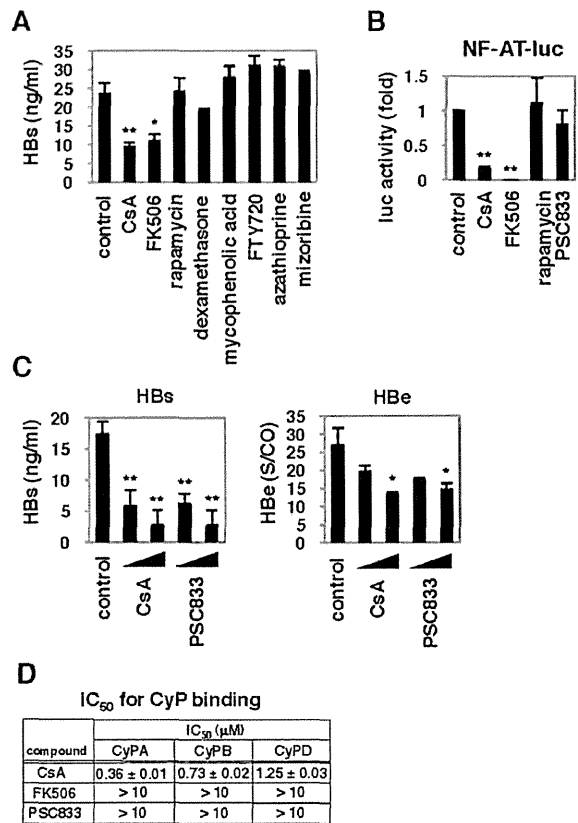 A
HBs (ng/ml)
35
30
25
20
15
10
5
0
**
*
control
CsA
FK506
rapamycin
dexamethasone
mycophenolic acid
FTY720
azathioprine
mizoribine
B
NF-AT-luc
luc activity (fold)
1.5
1
0.5
0
**
**
control
CsA
FK506
rapamycin
PSC833
C
HBs
HBs (ng/ml)
20
15
10
5
0
**
**
**
**
control
CsA
PSC833
HBe
HBe (S/CO)
35
30
25
20
15
10
5
0
*
*
control
CsA
PSC833
D
IC50 for CyP binding
IC50 (μM)
compound CyPA CyPB CyPD
CsA 0.36 ± 0.01 0.73 ± 0.02 1.25 ± 0.03
FK506 > 10 > 10 > 10
PSC833 > 10 > 10 > 10